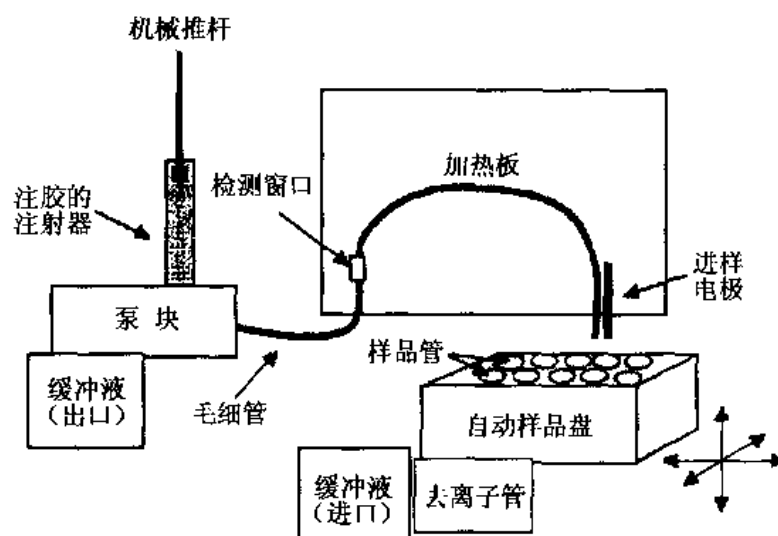 机械推杆
加热板
检测窗口
注胶的
注射器
进样
电极
泵 块
样品管
缓冲液
（出口）
毛细管
自动样品盘
缓冲液
（进口）
去离子管